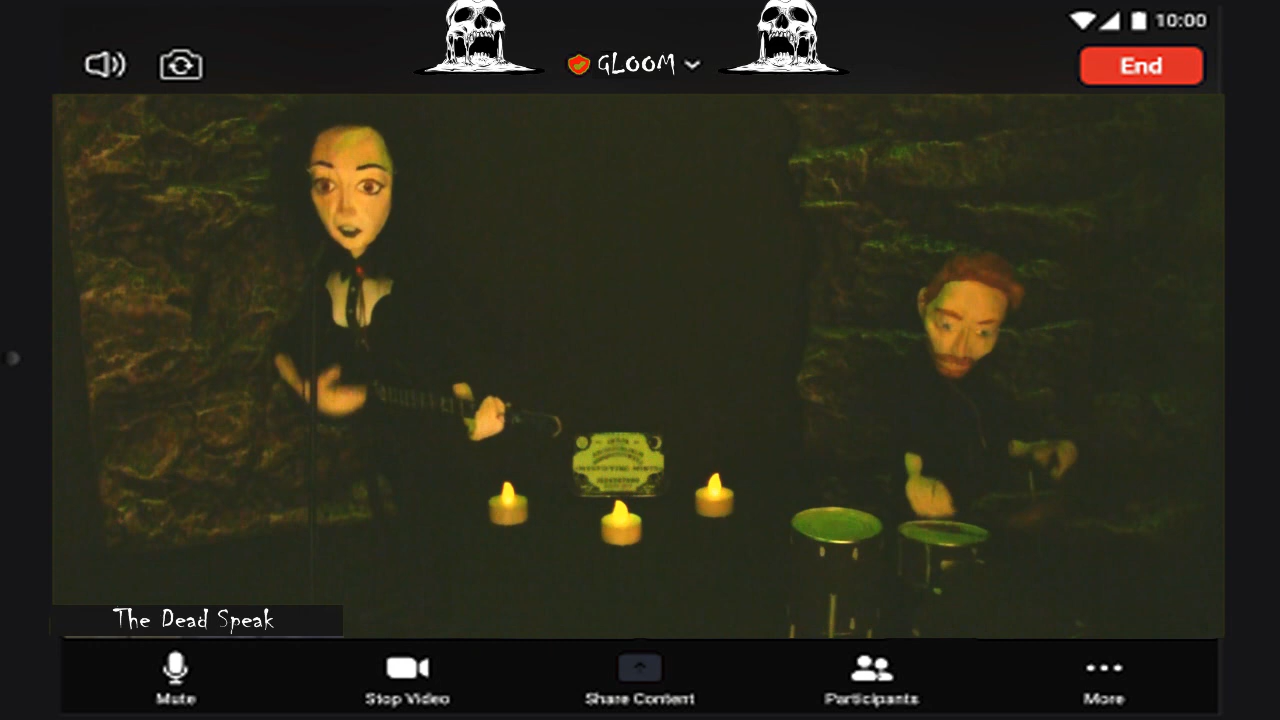 10:00
GLOOM
End
The Dead Speak
Mute
Stop Video
Share Content
Participants
More